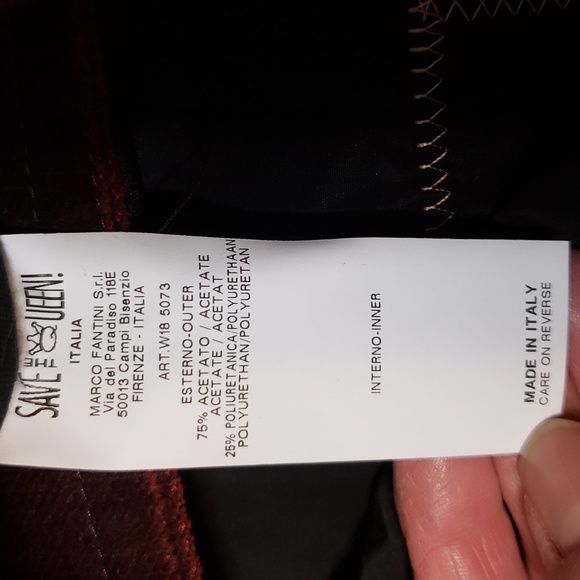 SAVE THE QUEEN!
ITALIA
MARCO FANTINI S.r.l.
Via del Paradiso 118E
50013 Campi Bisenzio
FIRENZE - ITALIA
ART.W18 5073
ESTERNO-OUTER
75% ACETATO / ACETATE
ACETATE / ACETAT
25% POLIURETANICA/POLYURETHAAN
POLYURETHAN/POLYURETAN
INTERNO-INNER
MADE IN ITALY
CARE ON REVERSE